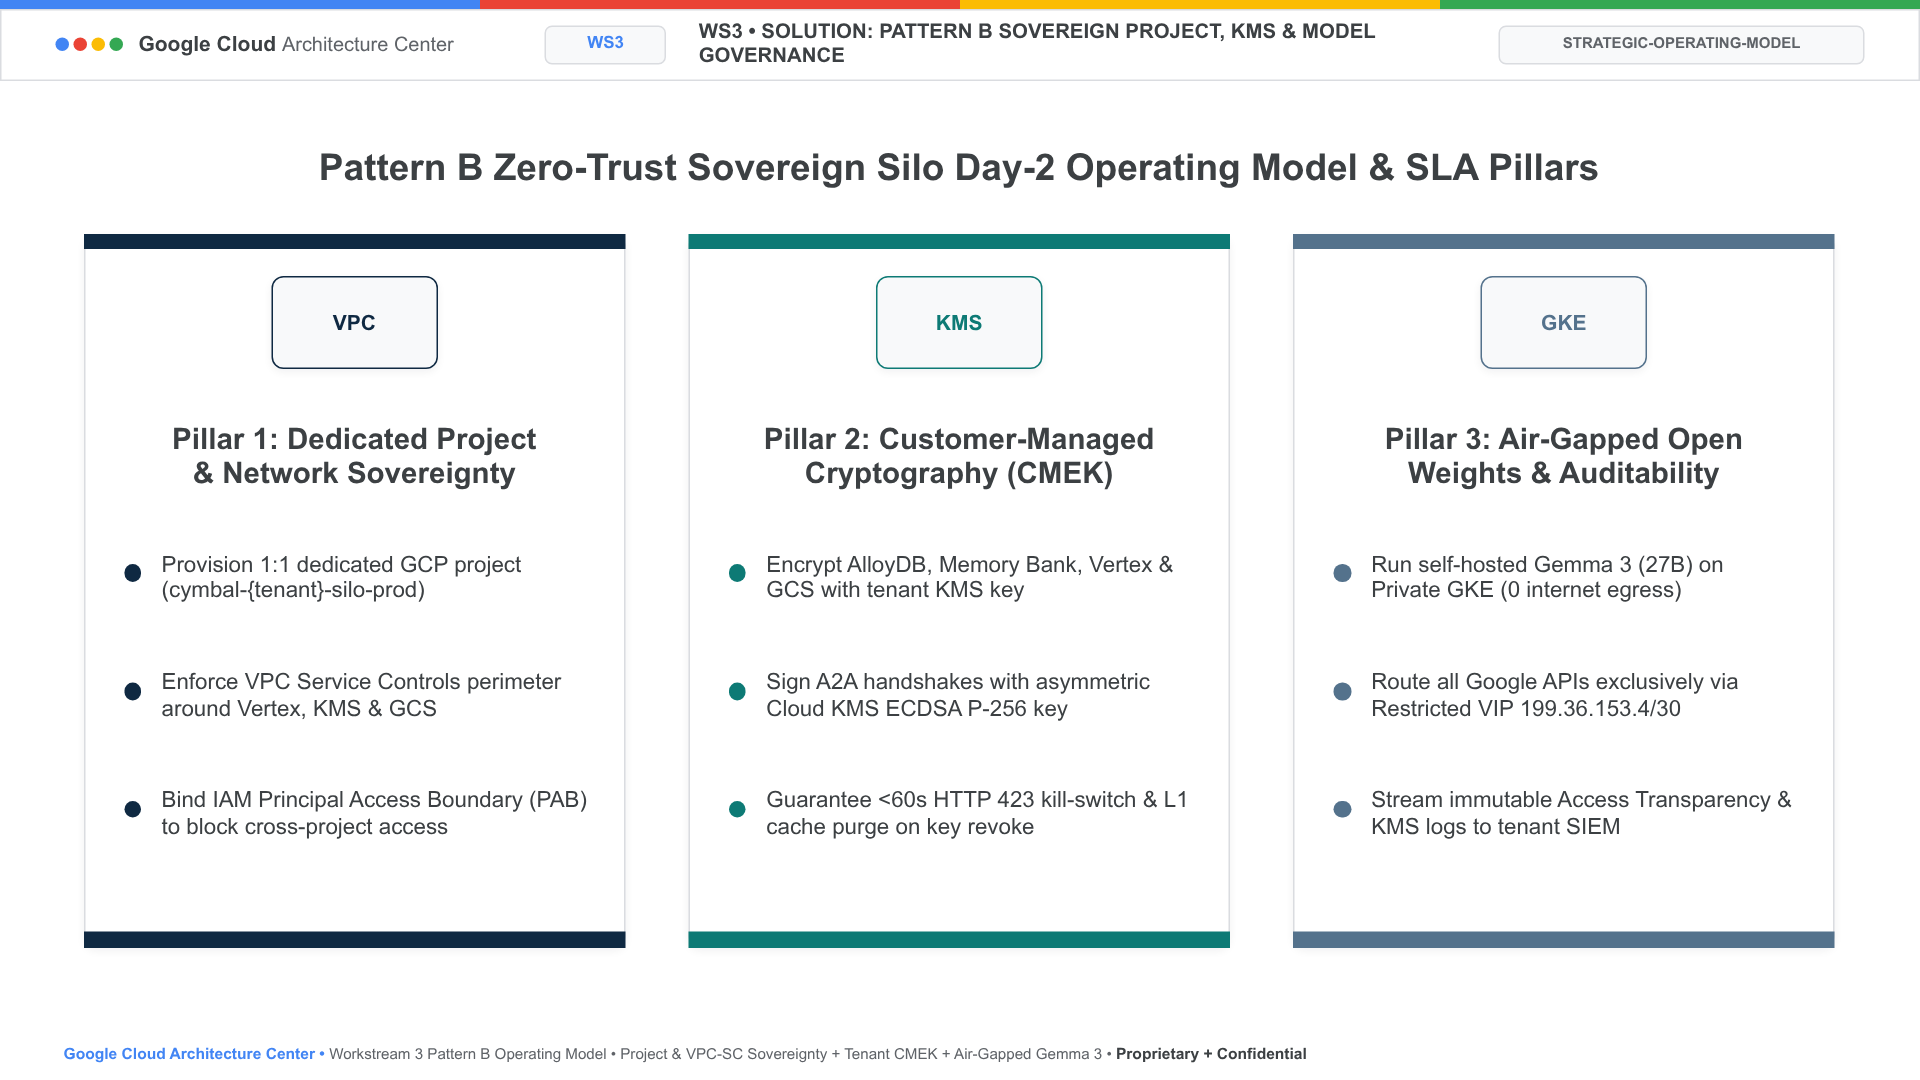 Google Cloud Architecture Center
WS3
WS3 • SOLUTION: PATTERN B SOVEREIGN PROJECT, KMS & MODEL
GOVERNANCE
STRATEGIC-OPERATING-MODEL
Pattern B Zero-Trust Sovereign Silo Day-2 Operating Model & SLA Pillars
VPC
Pillar 1: Dedicated Project
& Network Sovereignty
Provision 1:1 dedicated GCP project
(cymbal-{tenant}-silo-prod)
Enforce VPC Service Controls perimeter
around Vertex, KMS & GCS
Bind IAM Principal Access Boundary (PAB)
to block cross-project access
KMS
Pillar 2: Customer-Managed
Cryptography (CMEK)
Encrypt AlloyDB, Memory Bank, Vertex &
GCS with tenant KMS key
Sign A2A handshakes with asymmetric
Cloud KMS ECDSA P-256 key
Guarantee <60s HTTP 423 kill-switch & L1
cache purge on key revoke
GKE
Pillar 3: Air-Gapped Open
Weights & Auditability
Run self-hosted Gemma 3 (27B) on
Private GKE (0 internet egress)
Route all Google APIs exclusively via
Restricted VIP 199.36.153.4/30
Stream immutable Access Transparency &
KMS logs to tenant SIEM
Google Cloud Architecture Center • Workstream 3 Pattern B Operating Model • Project & VPC-SC Sovereignty + Tenant CMEK + Air-Gapped Gemma 3 • Proprietary + Confidential